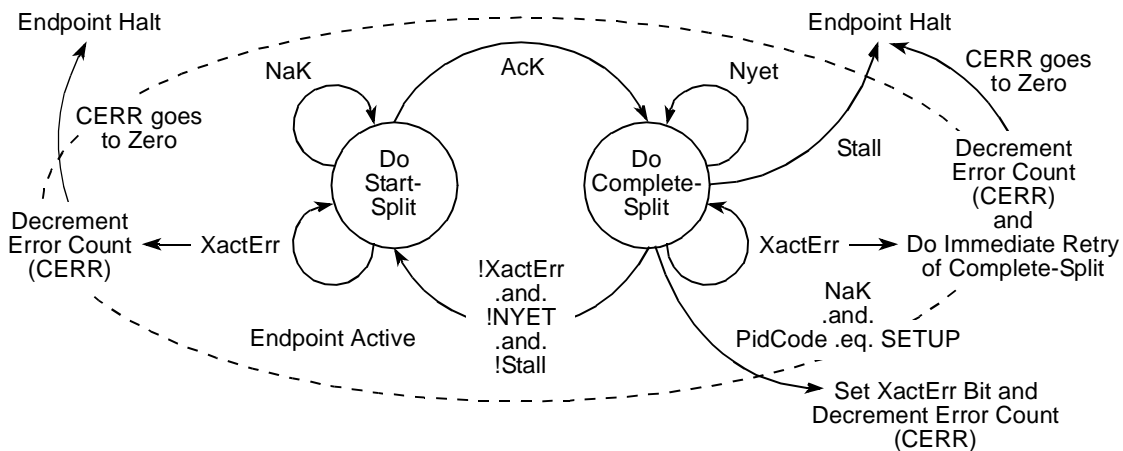 Endpoint Halt
Endpoint Halt
NaK
AcK
Nyet
CERR goes
to Zero
CERR goes
to Zero
Do
Start-
Split
Do
Complete-
Split
Stall
Decrement
Error Count
(CERR)
and
Do Immediate Retry
of Complete-Split
Decrement
Error Count
(CERR)
XactErr
XactErr
!XactErr
.and.
!NYET
.and.
!Stall
NaK
.and.
PidCode .eq. SETUP
Endpoint Active
Set XactErr Bit and
Decrement Error Count
(CERR)